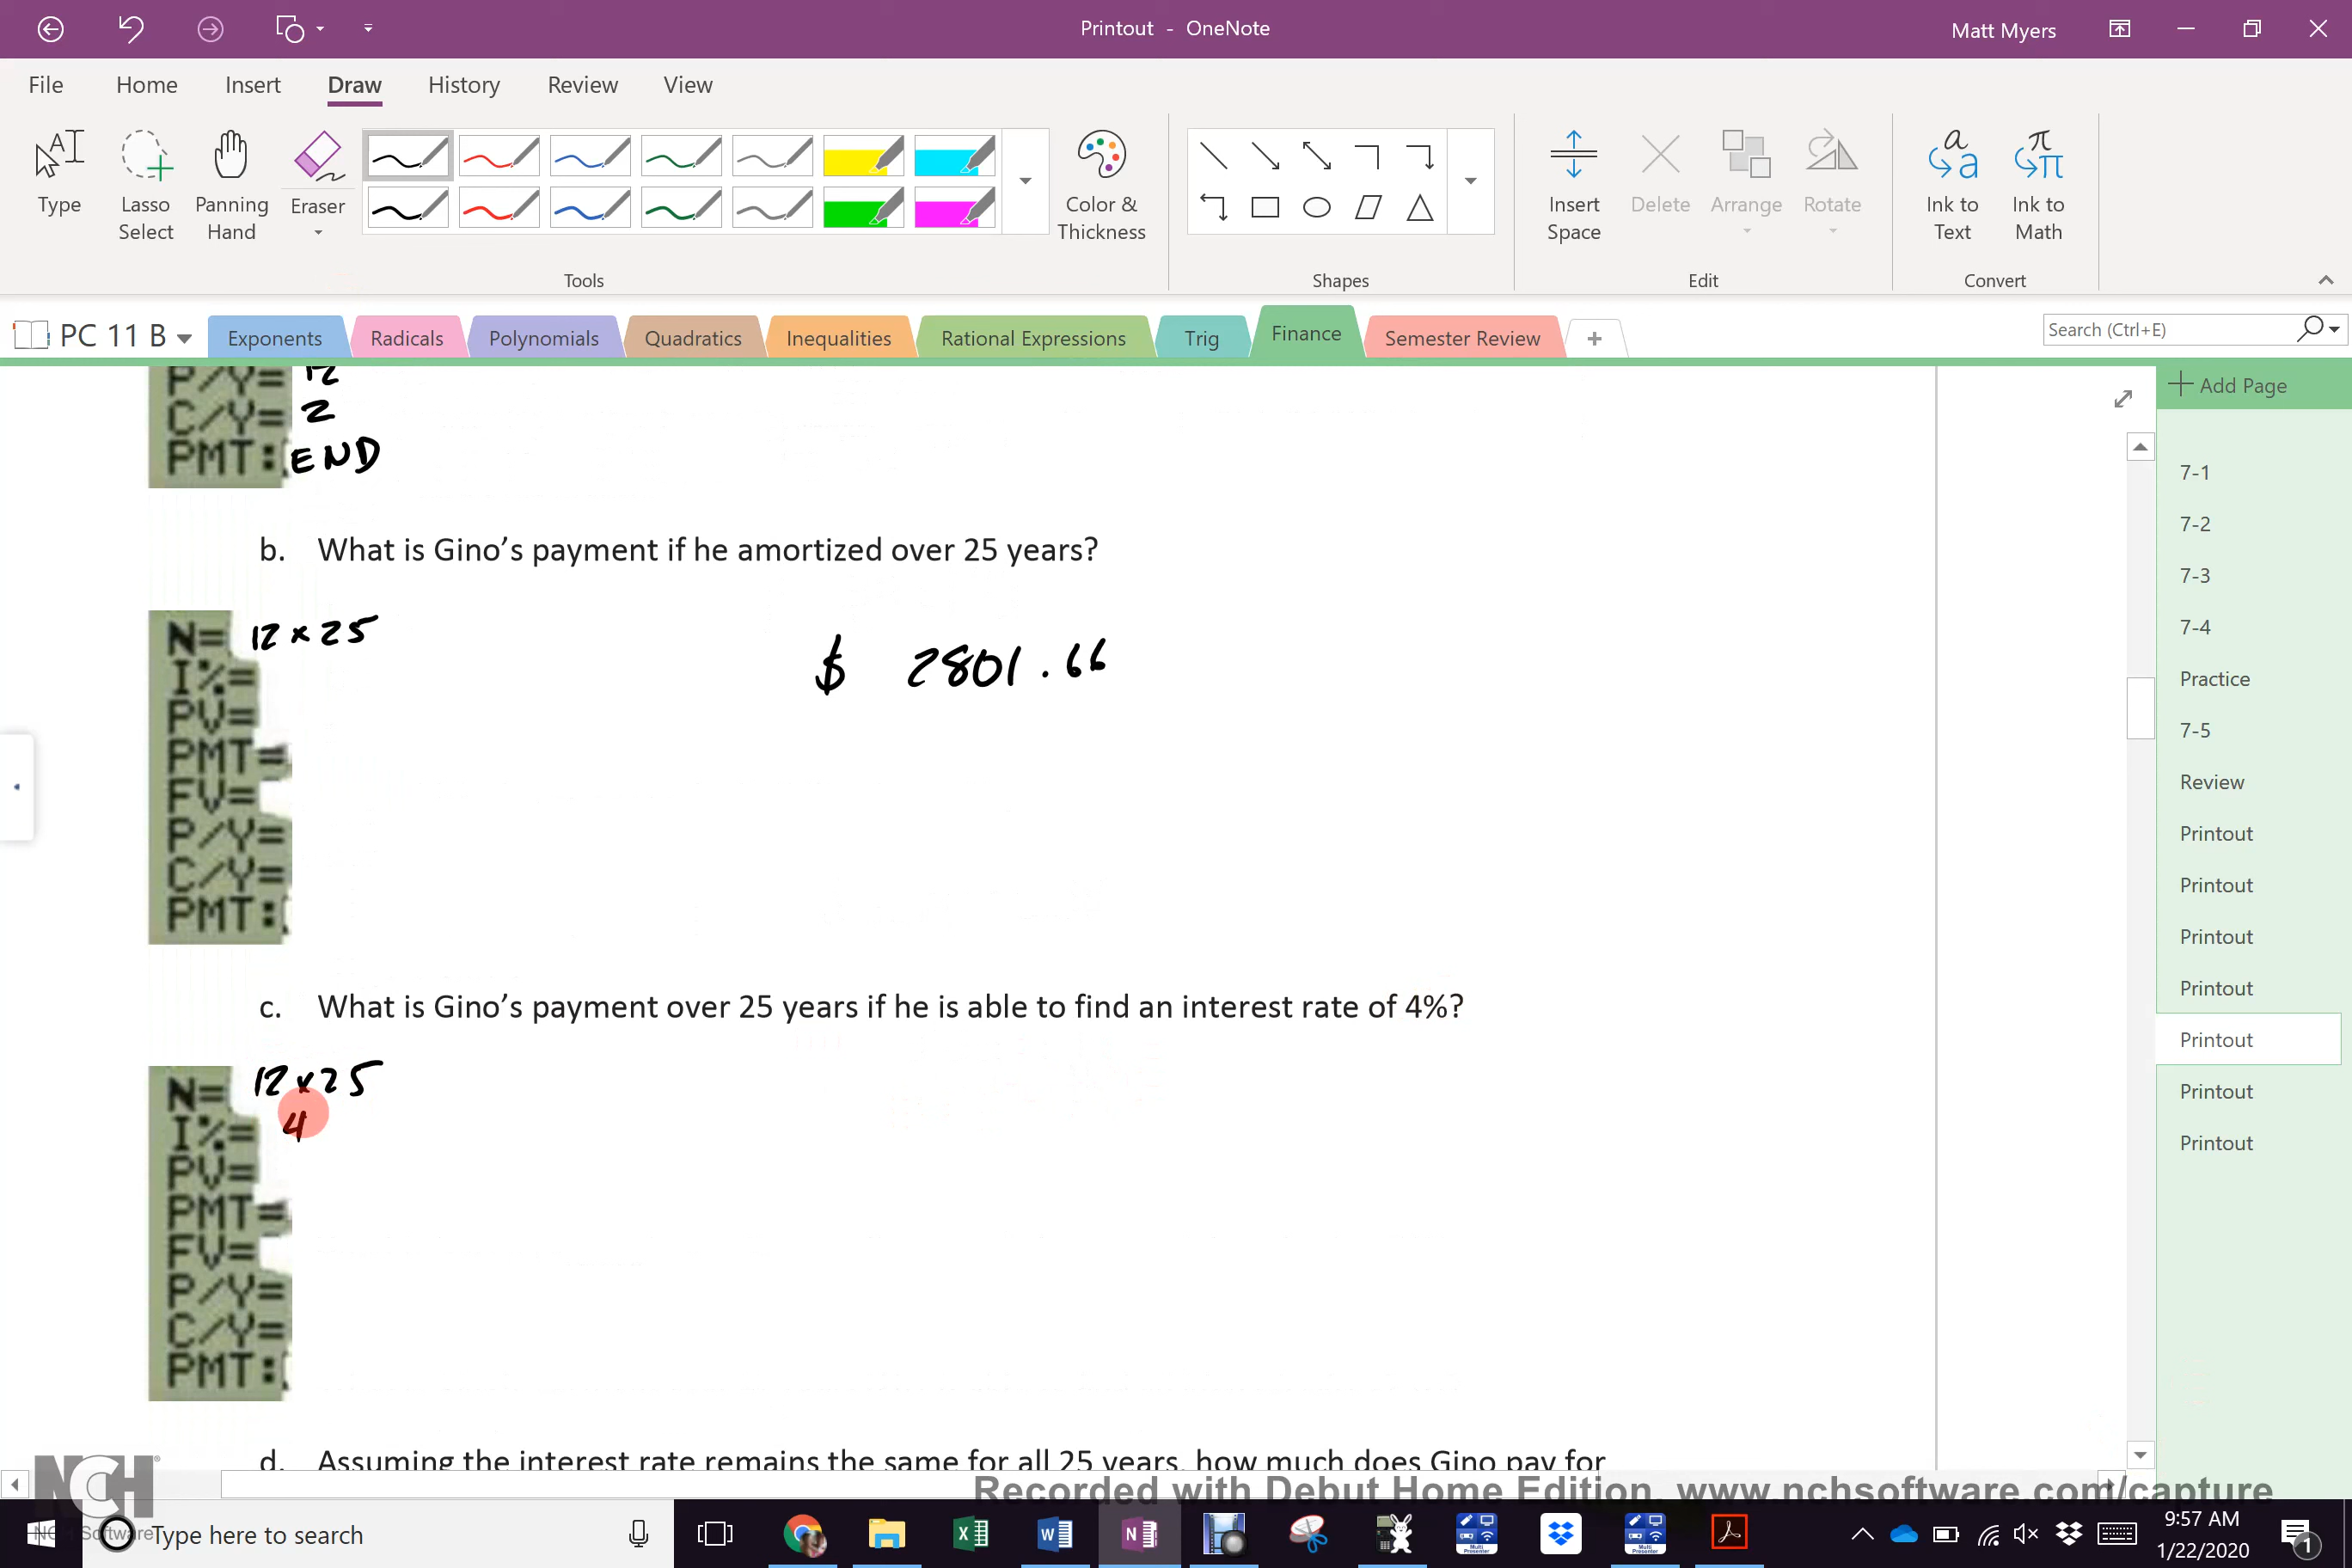 Printout - OneNote
Matt Myers
File Home Insert Draw History Review View
Type
Lasso Select
Panning Hand
Eraser
Color & Thickness
Insert Space
Delete
Arrange
Rotate
Ink to Text
Ink to Math
Tools
Shapes
Edit
Convert
PC 11 B
Exponents
Radicals
Polynomials
Quadratics
Inequalities
Rational Expressions
Trig
Finance
Semester Review
Search (Ctrl+E)
Add Page
7-1
7-2
7-3
7-4
Practice
7-5
Review
Printout
Printout
Printout
Printout
Printout
Printout
Printout
P/Y= 12
C/Y= 2
PMT: END
b. What is Gino's payment if he amortized over 25 years?
N= 12 x 25
I%=
PV=
PMT=
FV=
P/Y=
C/Y=
PMT:
$ 2801.66
c. What is Gino's payment over 25 years if he is able to find an interest rate of 4%?
N= 12 x 25
I%= 4
PV=
PMT=
FV=
P/Y=
C/Y=
PMT:
d. Assuming the interest rate remains the same for all 25 years, how much does Gino pay for
NCH
NCH Software
Recorded with Debut Home Edition. www.nchsoftware.com/capture
Type here to search
9:57 AM
1/22/2020
1